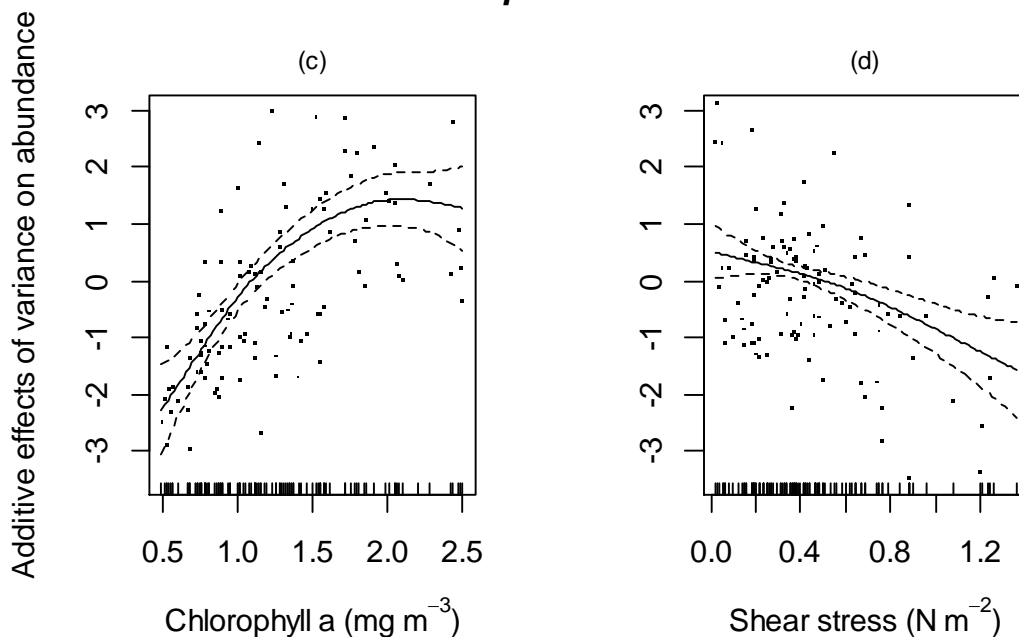 (c)
(d)
Additive effects of variance on abundance
3
2
1
0
-1
-2
-3
3
2
1
0
-1
-2
-3
0.5 1.0 1.5 2.0 2.5
0.0 0.4 0.8 1.2
Chlorophyll a (mg m⁻³)
Shear stress (N m⁻²)